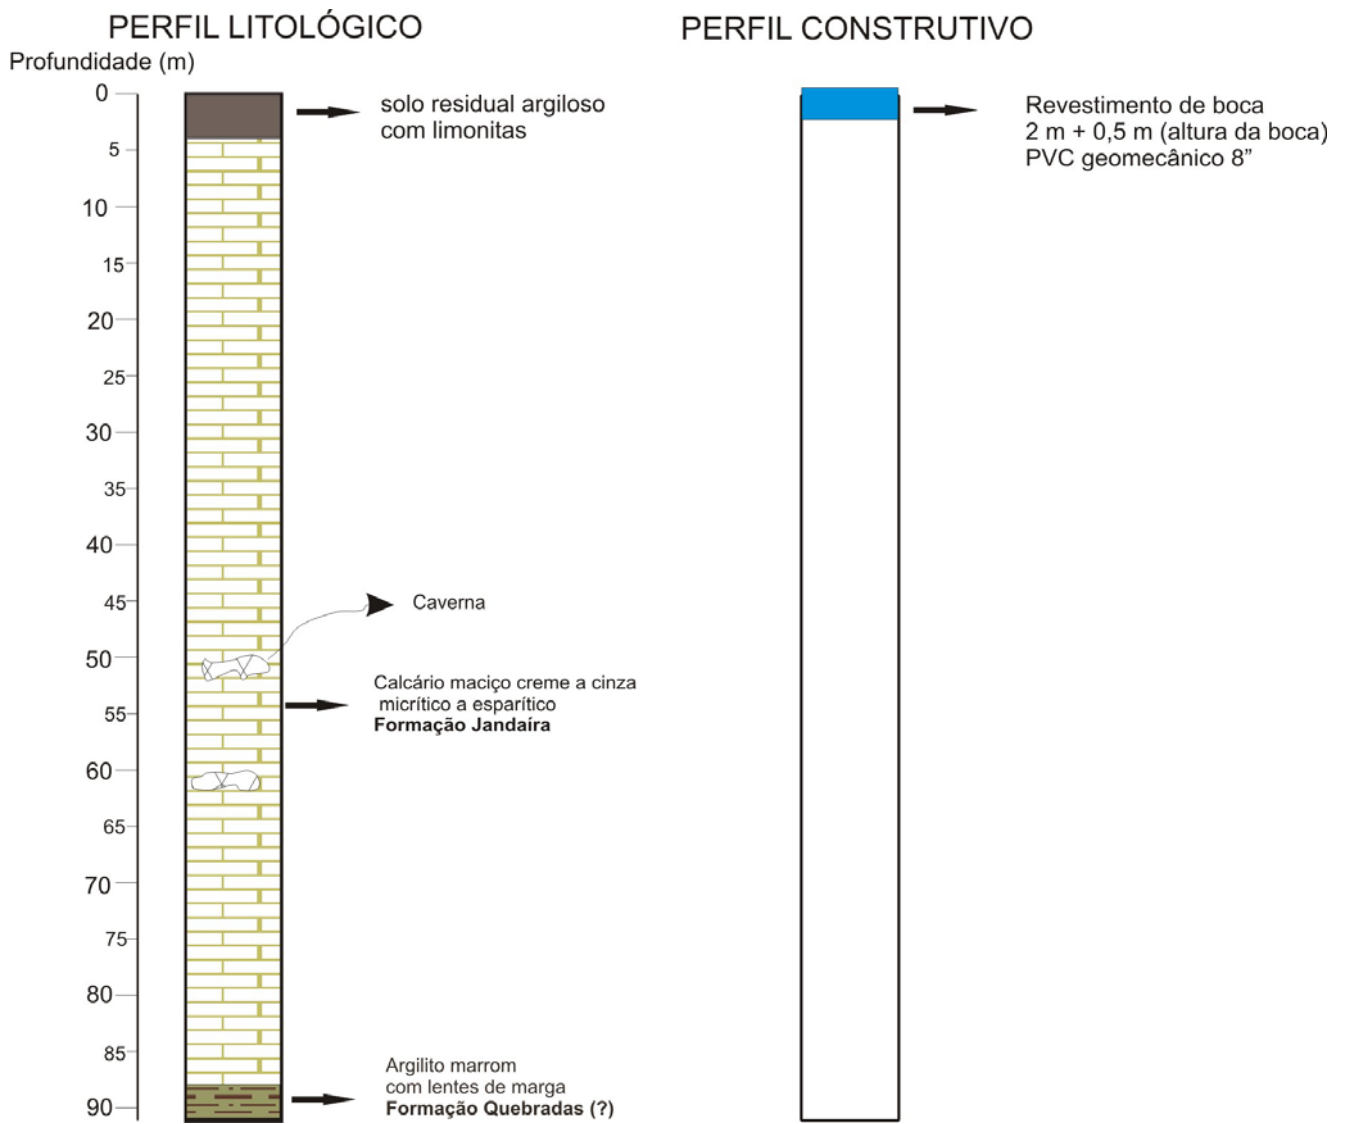 PERFIL LITOLÓGICO
PERFIL CONSTRUTIVO
Profundidade (m)
0
5
10
15
20
25
30
35
40
45
50
55
60
65
70
75
80
85
90
solo residual argiloso
com limonitas
Caverna
Calcário maciço creme a cinza
micrítico a esparítico
Formação Jandaíra
Argilito marrom
com lentes de marga
Formação Quebradas (?)
Revestimento de boca
2 m + 0,5 m (altura da boca)
PVC geomecânico 8”